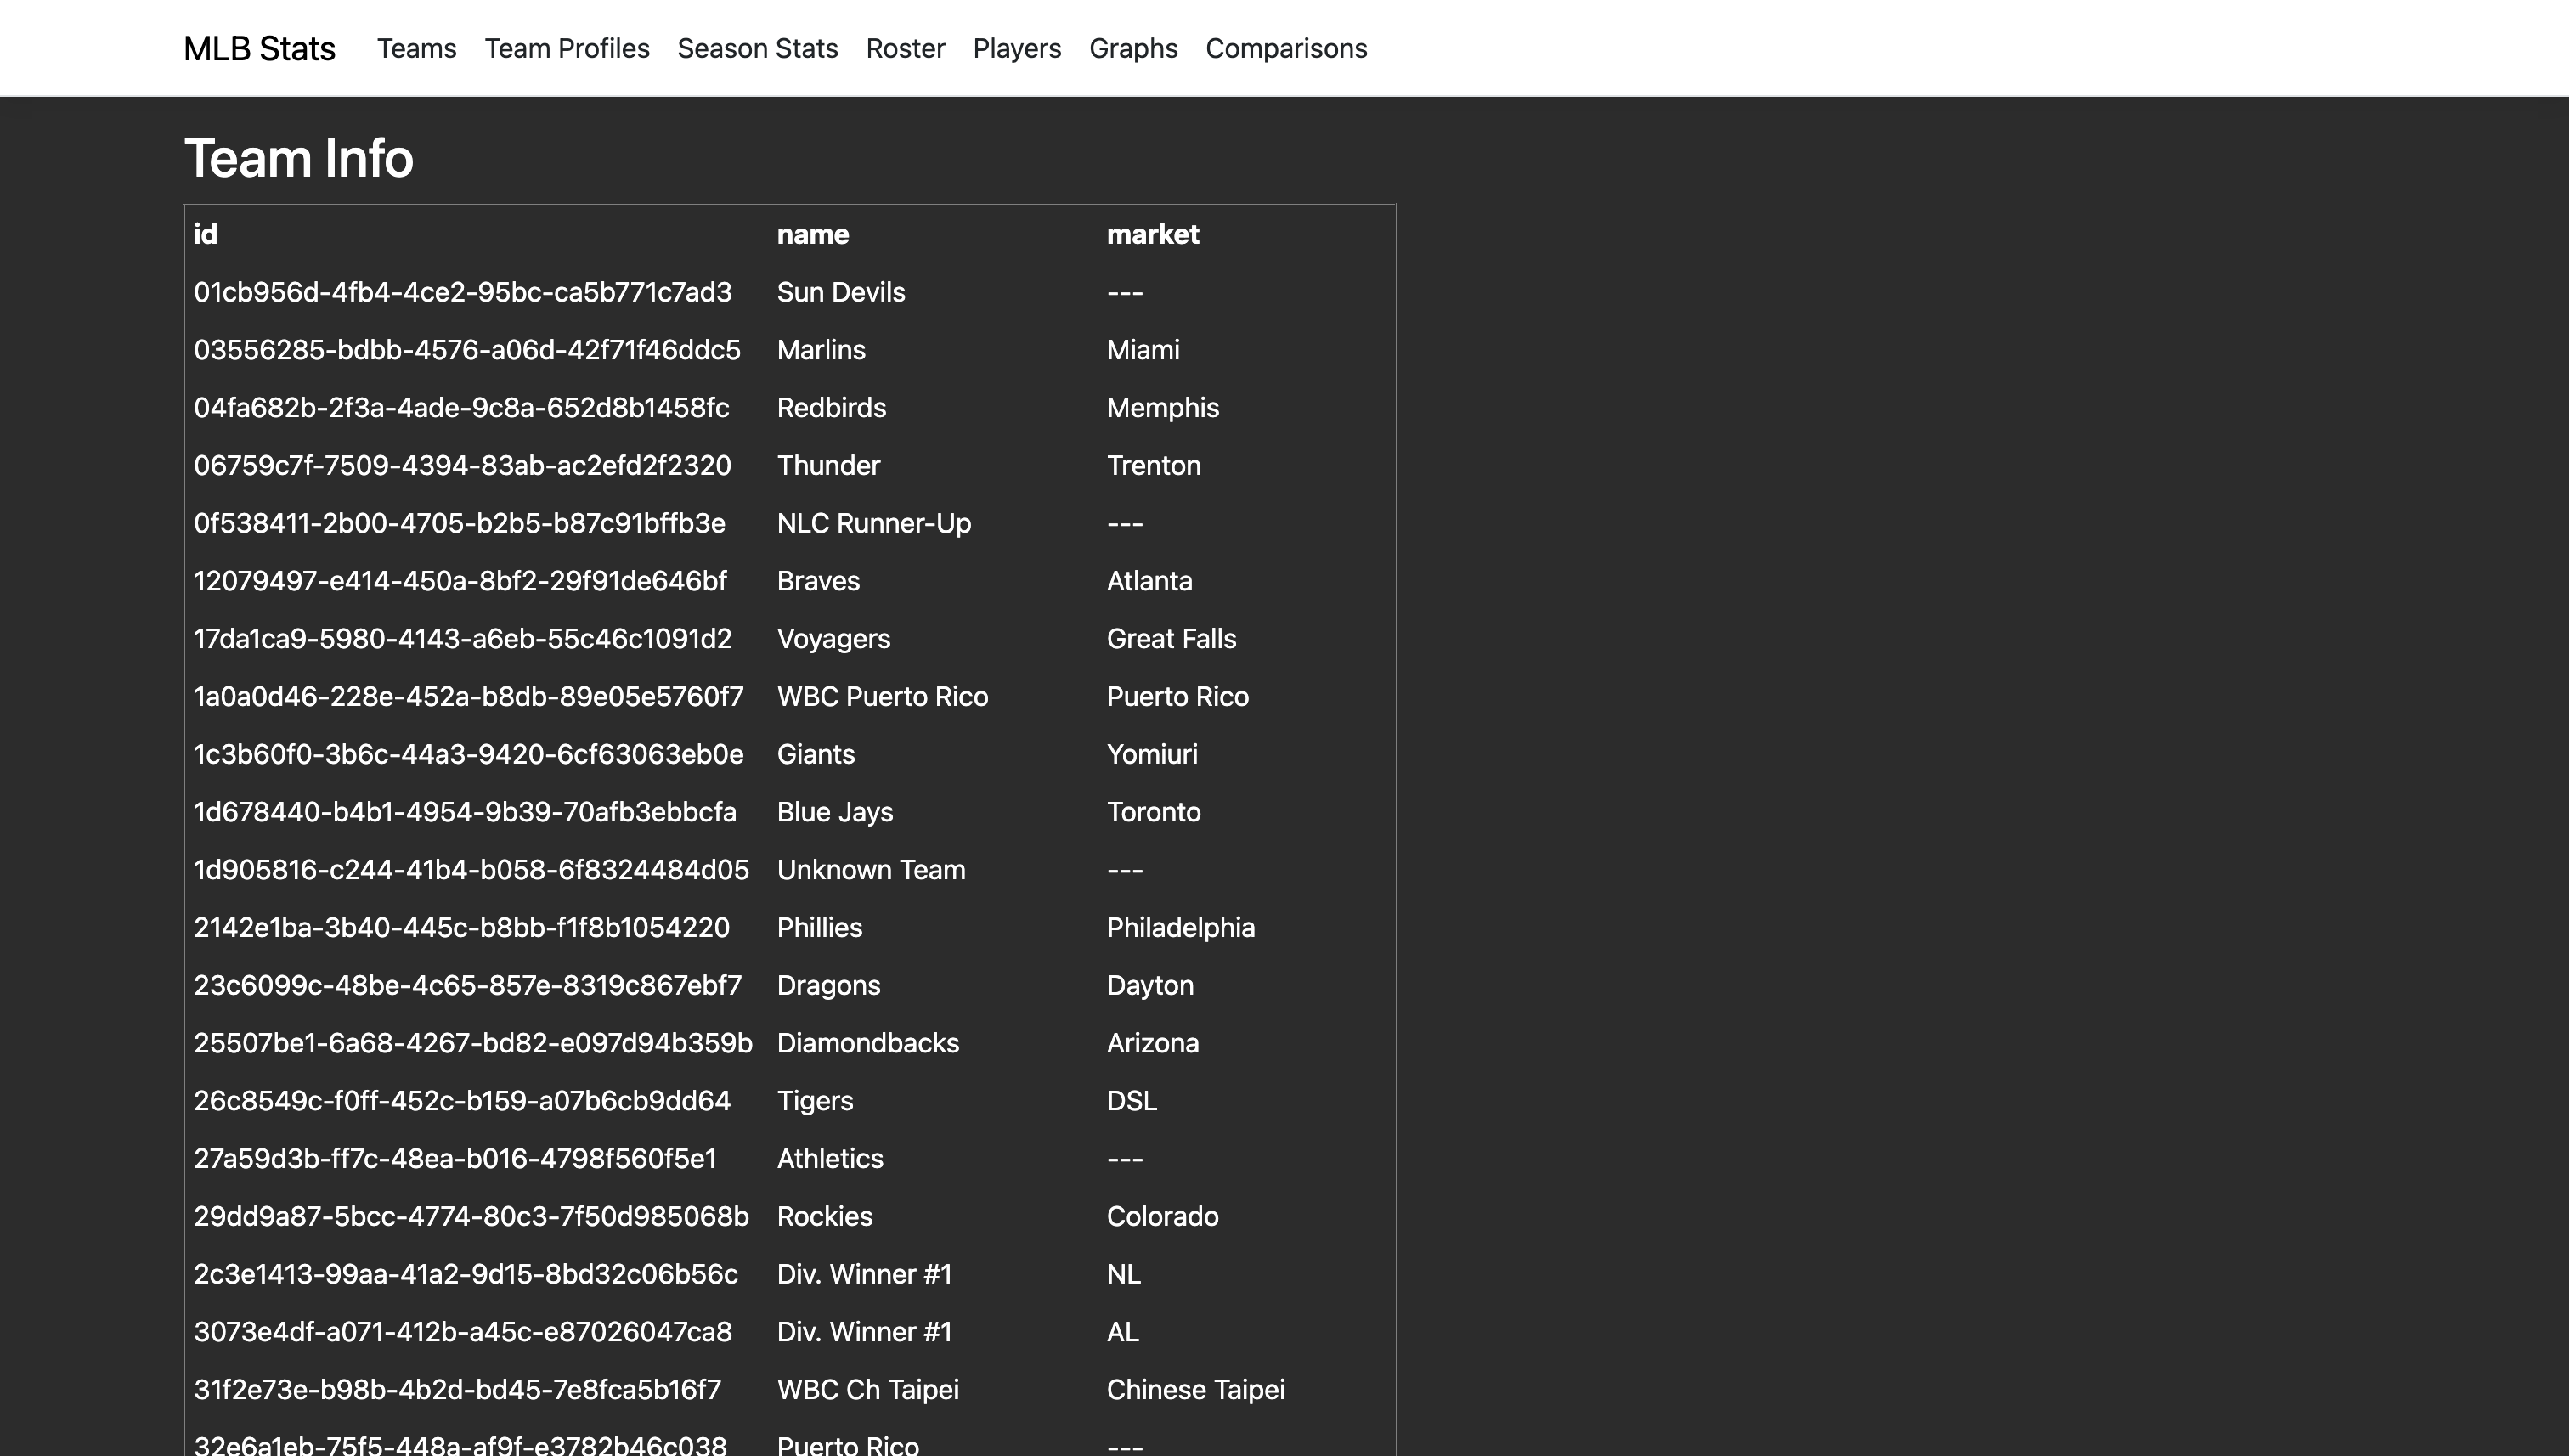 MLB Stats Teams Team Profiles Season Stats Roster Players Graphs Comparisons
Team Info
id name market
01cb956d-4fb4-4ce2-95bc-ca5b771c7ad3 Sun Devils ---
03556285-bdbb-4576-a06d-42f71f46ddc5 Marlins Miami
04fa682b-2f3a-4ade-9c8a-652d8b1458fc Redbirds Memphis
06759c7f-7509-4394-83ab-ac2efd2f2320 Thunder Trenton
0f538411-2b00-4705-b2b5-b87c91bffb3e NLC Runner-Up ---
12079497-e414-450a-8bf2-29f91de646bf Braves Atlanta
17da1ca9-5980-4143-a6eb-55c46c1091d2 Voyagers Great Falls
1a0a0d46-228e-452a-b8db-89e05e5760f7 WBC Puerto Rico Puerto Rico
1c3b60f0-3b6c-44a3-9420-6cf63063eb0e Giants Yomiuri
1d678440-b4b1-4954-9b39-70afb3ebbcfa Blue Jays Toronto
1d905816-c244-41b4-b058-6f8324484d05 Unknown Team ---
2142e1ba-3b40-445c-b8bb-f1f8b1054220 Phillies Philadelphia
23c6099c-48be-4c65-857e-8319c867ebf7 Dragons Dayton
25507be1-6a68-4267-bd82-e097d94b359b Diamondbacks Arizona
26c8549c-f0ff-452c-b159-a07b6cb9dd64 Tigers DSL
27a59d3b-ff7c-48ea-b016-4798f560f5e1 Athletics ---
29dd9a87-5bcc-4774-80c3-7f50d985068b Rockies Colorado
2c3e1413-99aa-41a2-9d15-8bd32c06b56c Div. Winner #1 NL
3073e4df-a071-412b-a45c-e87026047ca8 Div. Winner #1 AL
31f2e73e-b98b-4b2d-bd45-7e8fca5b16f7 WBC Ch Taipei Chinese Taipei
32e6a1eb-75f5-448a-af9f-e3782b46c038 Puerto Rico ---